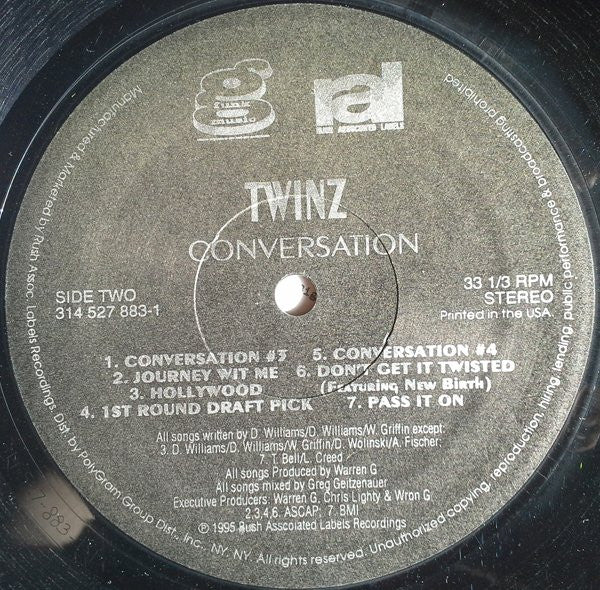 g
funk
music
ral
RUSH ASSOCIATED LABELS
TWINZ
CONVERSATION
SIDE TWO
314 527 883-1
33 1/3 RPM
STEREO
Printed in the USA.
1. CONVERSATION #3
2. JOURNEY WIT ME
3. HOLLYWOOD
4. 1ST ROUND DRAFT PICK
5. CONVERSATION #4
6. DON'T GET IT TWISTED
(FEATURING NEW BIRTH)
7. PASS IT ON
All songs written by D. Williams/D. Williams/W. Griffin except:
3. D. Williams/D. Williams/W. Griffin/D. Wolinski/A. Fischer;
7. T. Bell/L. Creed
All songs Produced by Warren G
All songs mixed by Greg Geitzenauer
Executive Producers: Warren G, Chris Lighty & Wron G
2,3,4,6. ASCAP; 7. BMI
℗ © 1995 Rush Asscoiated Labels Recordings
Manufactured & Marketed by Rush Assoc. Labels Recordings. Dist. by PolyGram Group Dist., Inc., NY, NY. All rights reserved. Unauthorized copying, reproduction, hiring, lending, public performance & broadcasting prohibited.
7-883